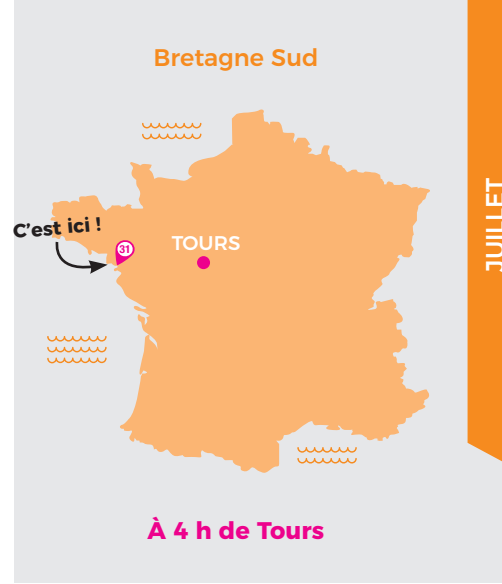 Bretagne Sud
C'est ici !
31
TOURS
JUILLET
À 4 h de Tours